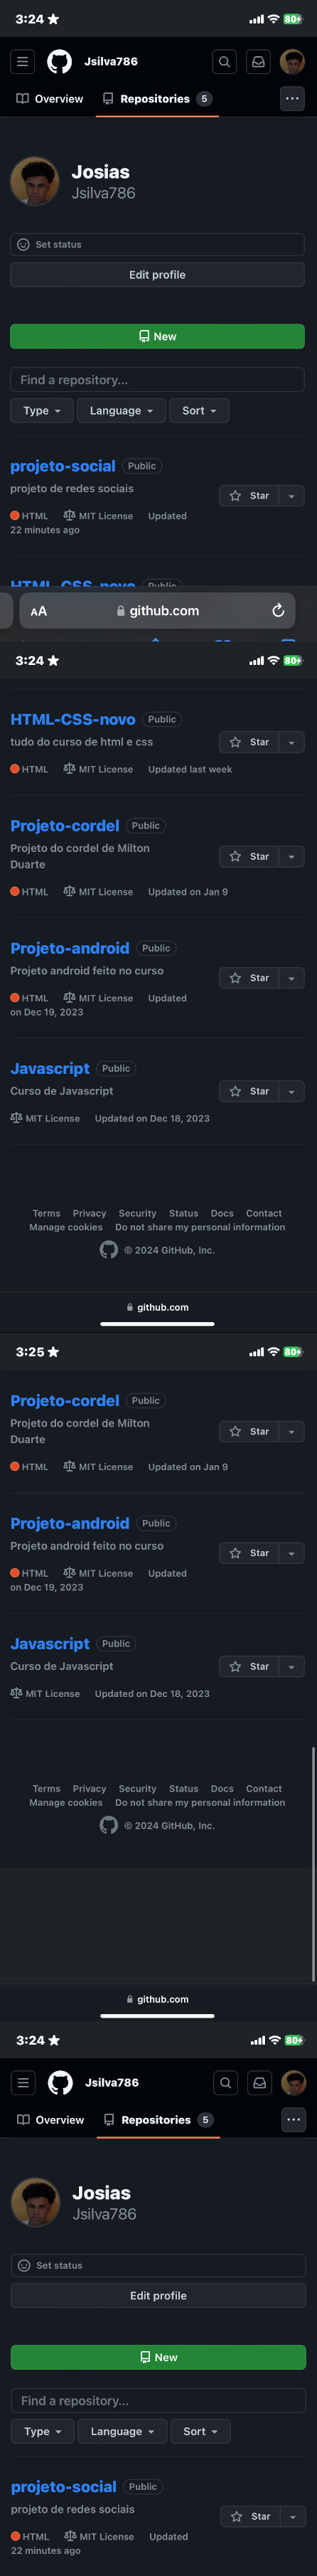 3:24
80
Jsilva786
Overview
Repositories 5
Josias
Jsilva786
Set status
Edit profile
New
Find a repository...
Type
Language
Sort
projeto-social Public
projeto de redes sociais
Star
HTML MIT License Updated
22 minutes ago
HTML-CSS-novo Public
AA github.com
3:24
80
HTML-CSS-novo Public
tudo do curso de html e css
Star
HTML MIT License Updated last week
Projeto-cordel Public
Projeto do cordel de Milton
Duarte
Star
HTML MIT License Updated on Jan 9
Projeto-android Public
Projeto android feito no curso
Star
HTML MIT License Updated
on Dec 19, 2023
Javascript Public
Curso de Javascript
Star
MIT License Updated on Dec 18, 2023
Terms Privacy Security Status Docs Contact
Manage cookies Do not share my personal information
© 2024 GitHub, Inc.
github.com
3:25
80
Projeto-cordel Public
Projeto do cordel de Milton
Duarte
Star
HTML MIT License Updated on Jan 9
Projeto-android Public
Projeto android feito no curso
Star
HTML MIT License Updated
on Dec 19, 2023
Javascript Public
Curso de Javascript
Star
MIT License Updated on Dec 18, 2023
Terms Privacy Security Status Docs Contact
Manage cookies Do not share my personal information
© 2024 GitHub, Inc.
github.com
3:24
80
Jsilva786
Overview
Repositories 5
Josias
Jsilva786
Set status
Edit profile
New
Find a repository...
Type
Language
Sort
projeto-social Public
projeto de redes sociais
Star
HTML MIT License Updated
22 minutes ago